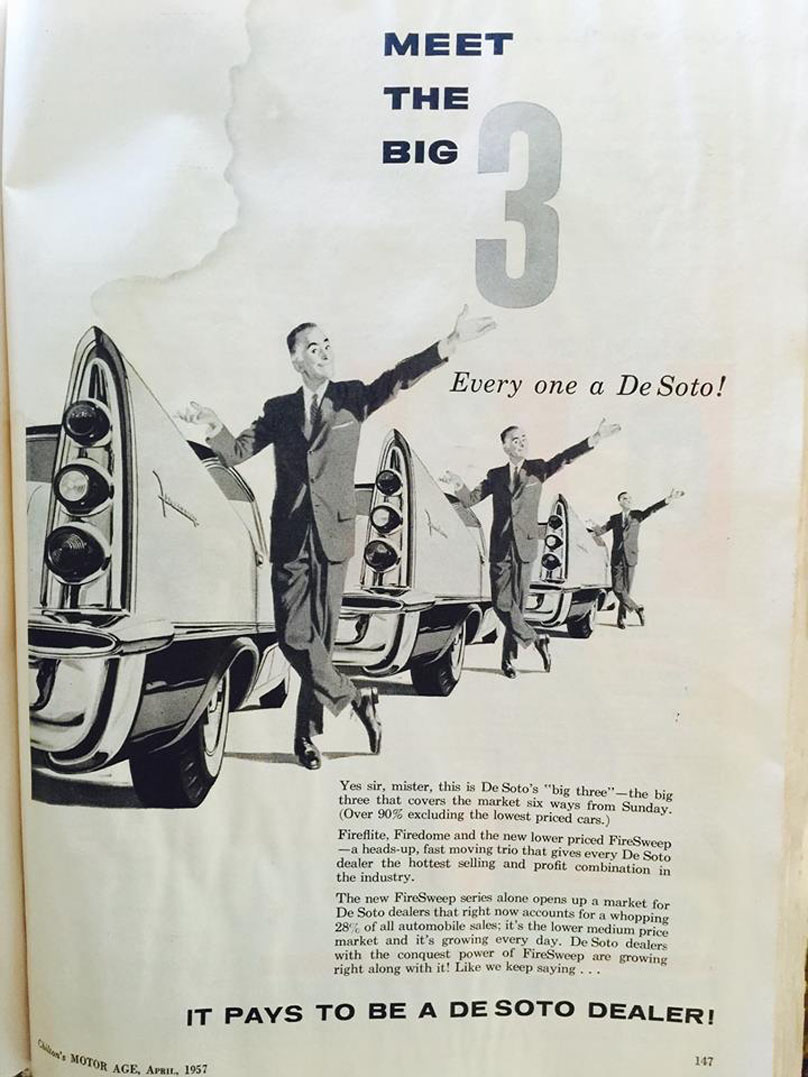 MEET
THE
BIG
3
Every one a De Soto!
Yes sir, mister, this is De Soto's "big three"—the big
three that covers the market six ways from Sunday.
(Over 90% excluding the lowest priced cars.)
Fireflite, Firedome and the new lower priced FireSweep
—a heads-up, fast moving trio that gives every De Soto
dealer the hottest selling and profit combination in
the industry.
The new FireSweep series alone opens up a market for
De Soto dealers that right now accounts for a whopping
28% of all automobile sales; it's the lower medium price
market and it's growing every day. De Soto dealers
with the conquest power of FireSweep are growing
right along with it! Like we keep saying . . .
IT PAYS TO BE A DE SOTO DEALER!
Chilton's MOTOR AGE, APRIL, 1957
147